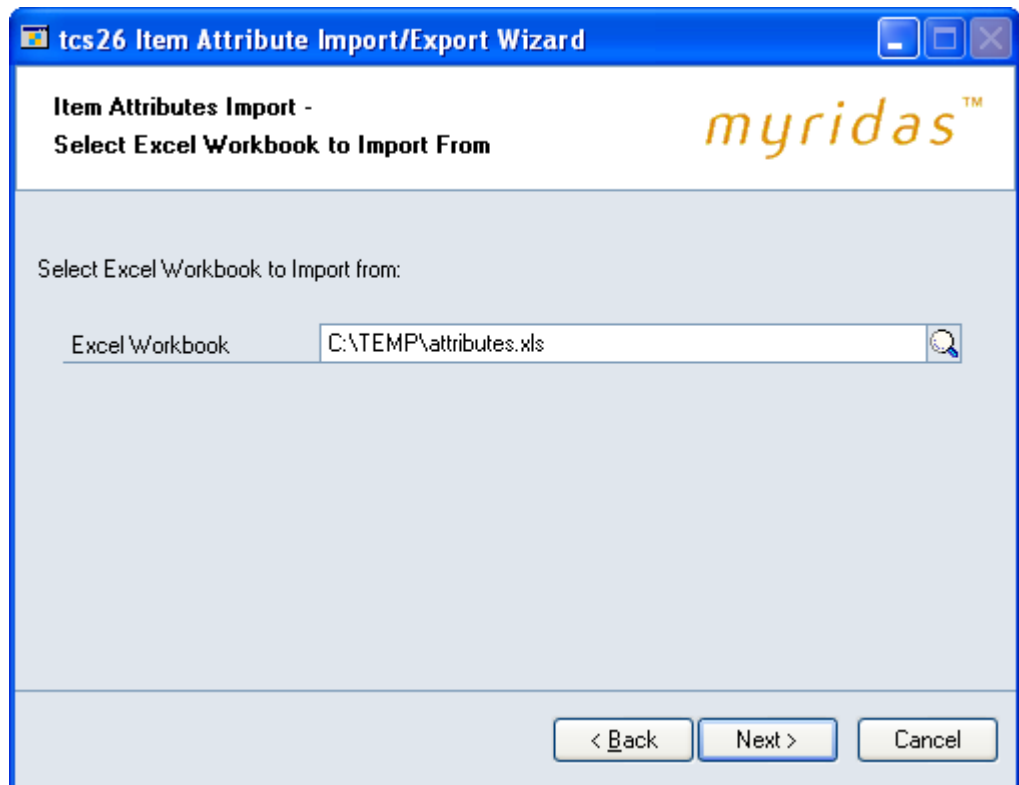 tcs26 Item Attribute Import/Export Wizard
Item Attributes Import -
Select Excel Workbook to Import From
myridas™
Select Excel Workbook to Import from:
Excel Workbook C:\TEMP\attributes.xls
< Back Next > Cancel